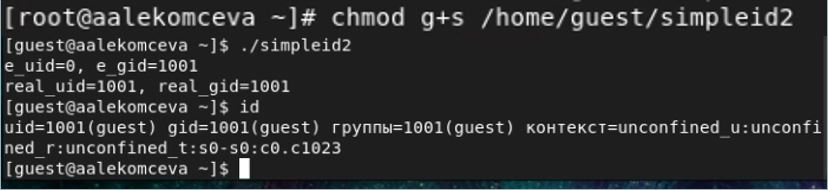 [root@aalekomceva ~]# chmod g+s /home/guest/simpleid2
[guest@aalekomceva ~]$ ./simpleid2
e_uid=0, e_gid=1001
real_uid=1001, real_gid=1001
[guest@aalekomceva ~]$ id
uid=1001(guest) gid=1001(guest) группы=1001(guest) контекст=unconfined_u:unconfi
ned_r:unconfined_t:s0-s0:c0.c1023
[guest@aalekomceva ~]$